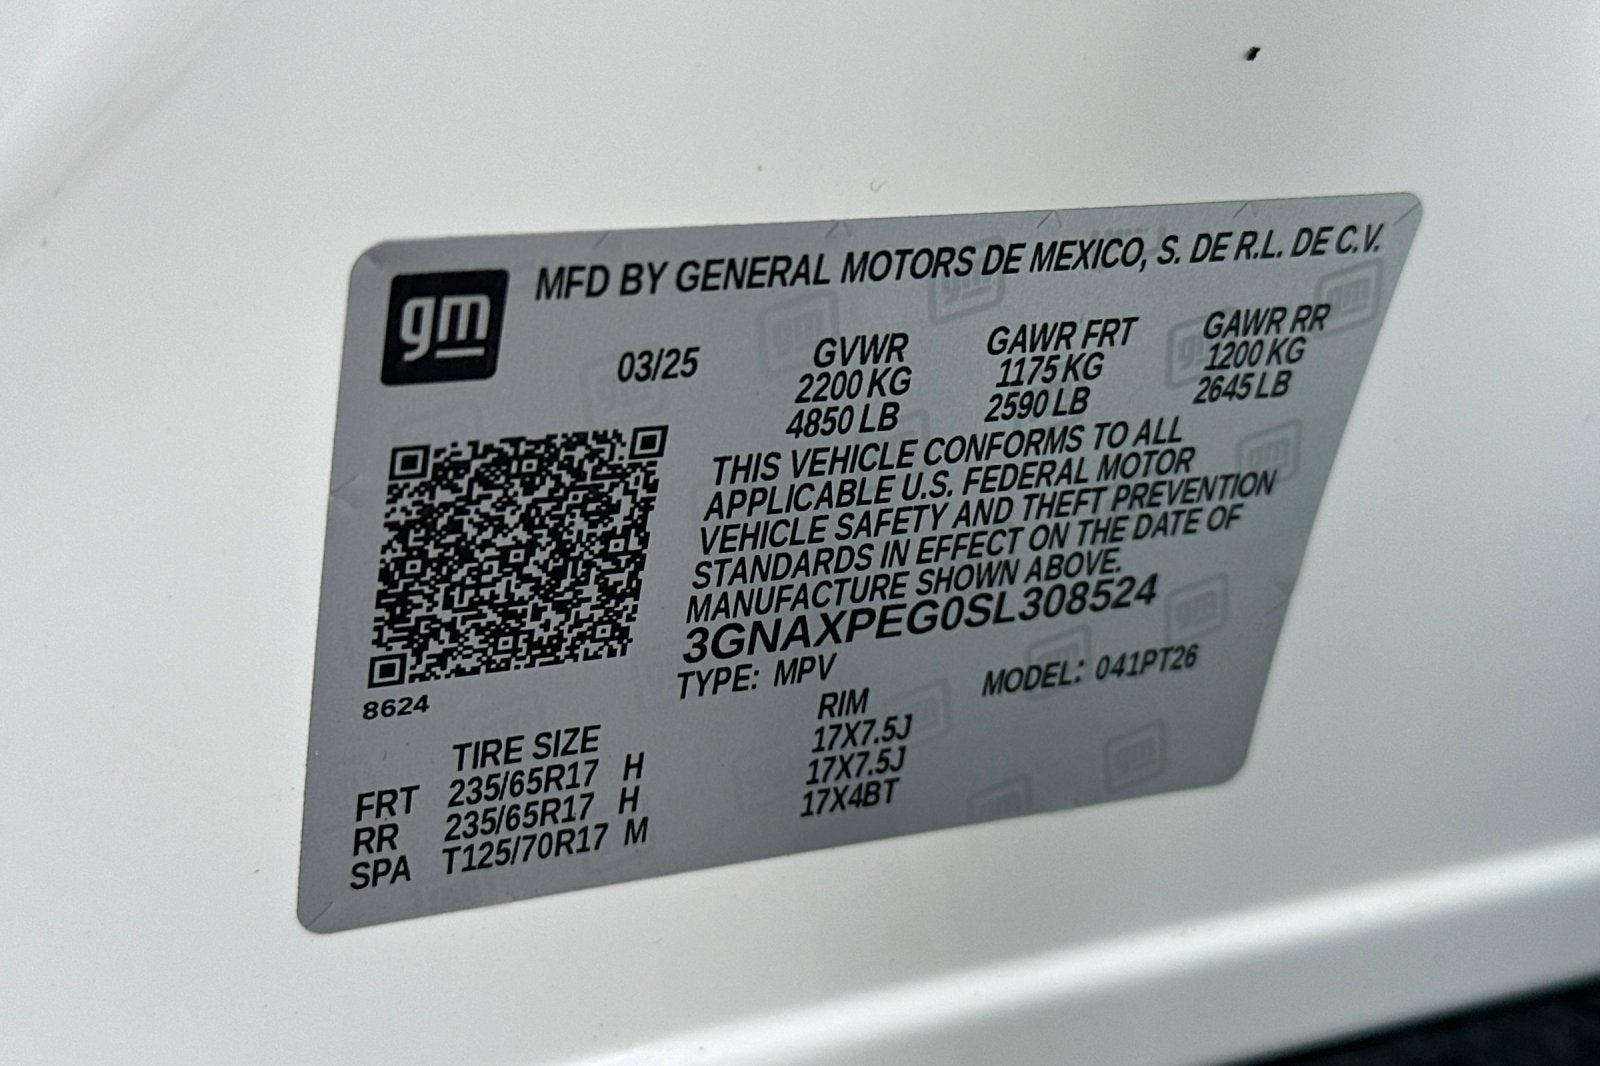 gm
MFD BY GENERAL MOTORS DE MEXICO, S. DE R.L. DE C.V.
03/25 GVWR GAWR FRT GAWR RR
2200 KG 1175 KG 1200 KG
4850 LB 2590 LB 2645 LB
THIS VEHICLE CONFORMS TO ALL
APPLICABLE U.S. FEDERAL MOTOR
VEHICLE SAFETY AND THEFT PREVENTION
STANDARDS IN EFFECT ON THE DATE OF
MANUFACTURE SHOWN ABOVE.
3GNAXPEG0SL308524
TYPE: MPV MODEL: 041PT26
8624
TIRE SIZE RIM
FRT 235/65R17 H 17X7.5J
RR 235/65R17 H 17X7.5J
SPA T125/70R17 M 17X4BT